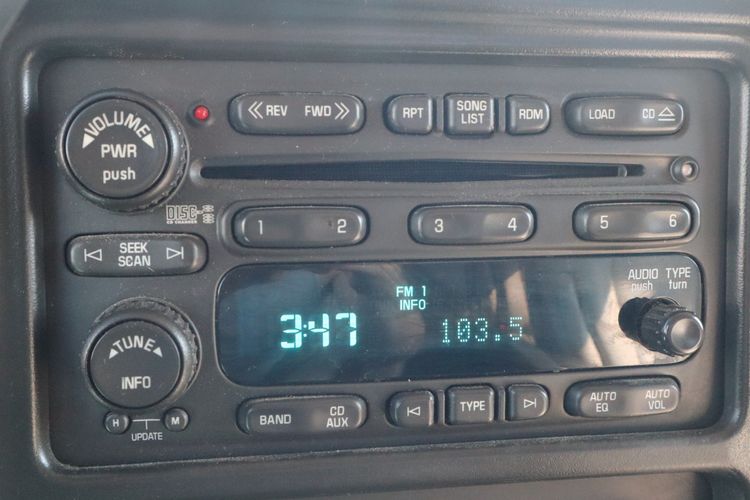 VOLUME
PWR
push
REV FWD
RPT
SONG
LIST
RDM
LOAD CD
DISC
CD CHANGER
1 2
3 4
5 6
SEEK
SCAN
FM 1
INFO
3:47
103.5
AUDIO TYPE
push turn
TUNE
INFO
H M
UPDATE
BAND
CD
AUX
TYPE
AUTO
EQ
AUTO
VOL